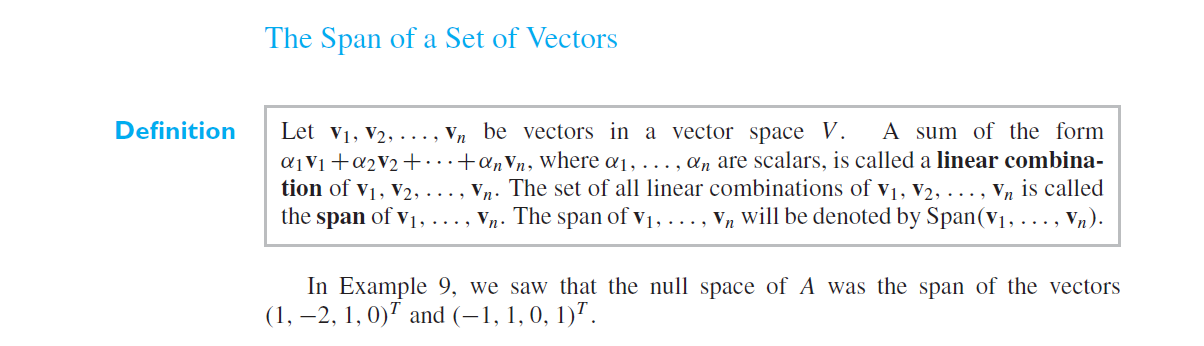 The Span of a Set of Vectors
Definition
Let v₁, v₂, . . . , vₙ be vectors in a vector space V. A sum of the form
α₁v₁ + α₂v₂ + · · · + αₙvₙ, where α₁, . . . , αₙ are scalars, is called a linear combina-
tion of v₁, v₂, . . . , vₙ. The set of all linear combinations of v₁, v₂, . . . , vₙ is called
the span of v₁, . . . , vₙ. The span of v₁, . . . , vₙ will be denoted by Span(v₁, . . . , vₙ).
In Example 9, we saw that the null space of A was the span of the vectors
(1, −2, 1, 0)ᵀ and (−1, 1, 0, 1)ᵀ.